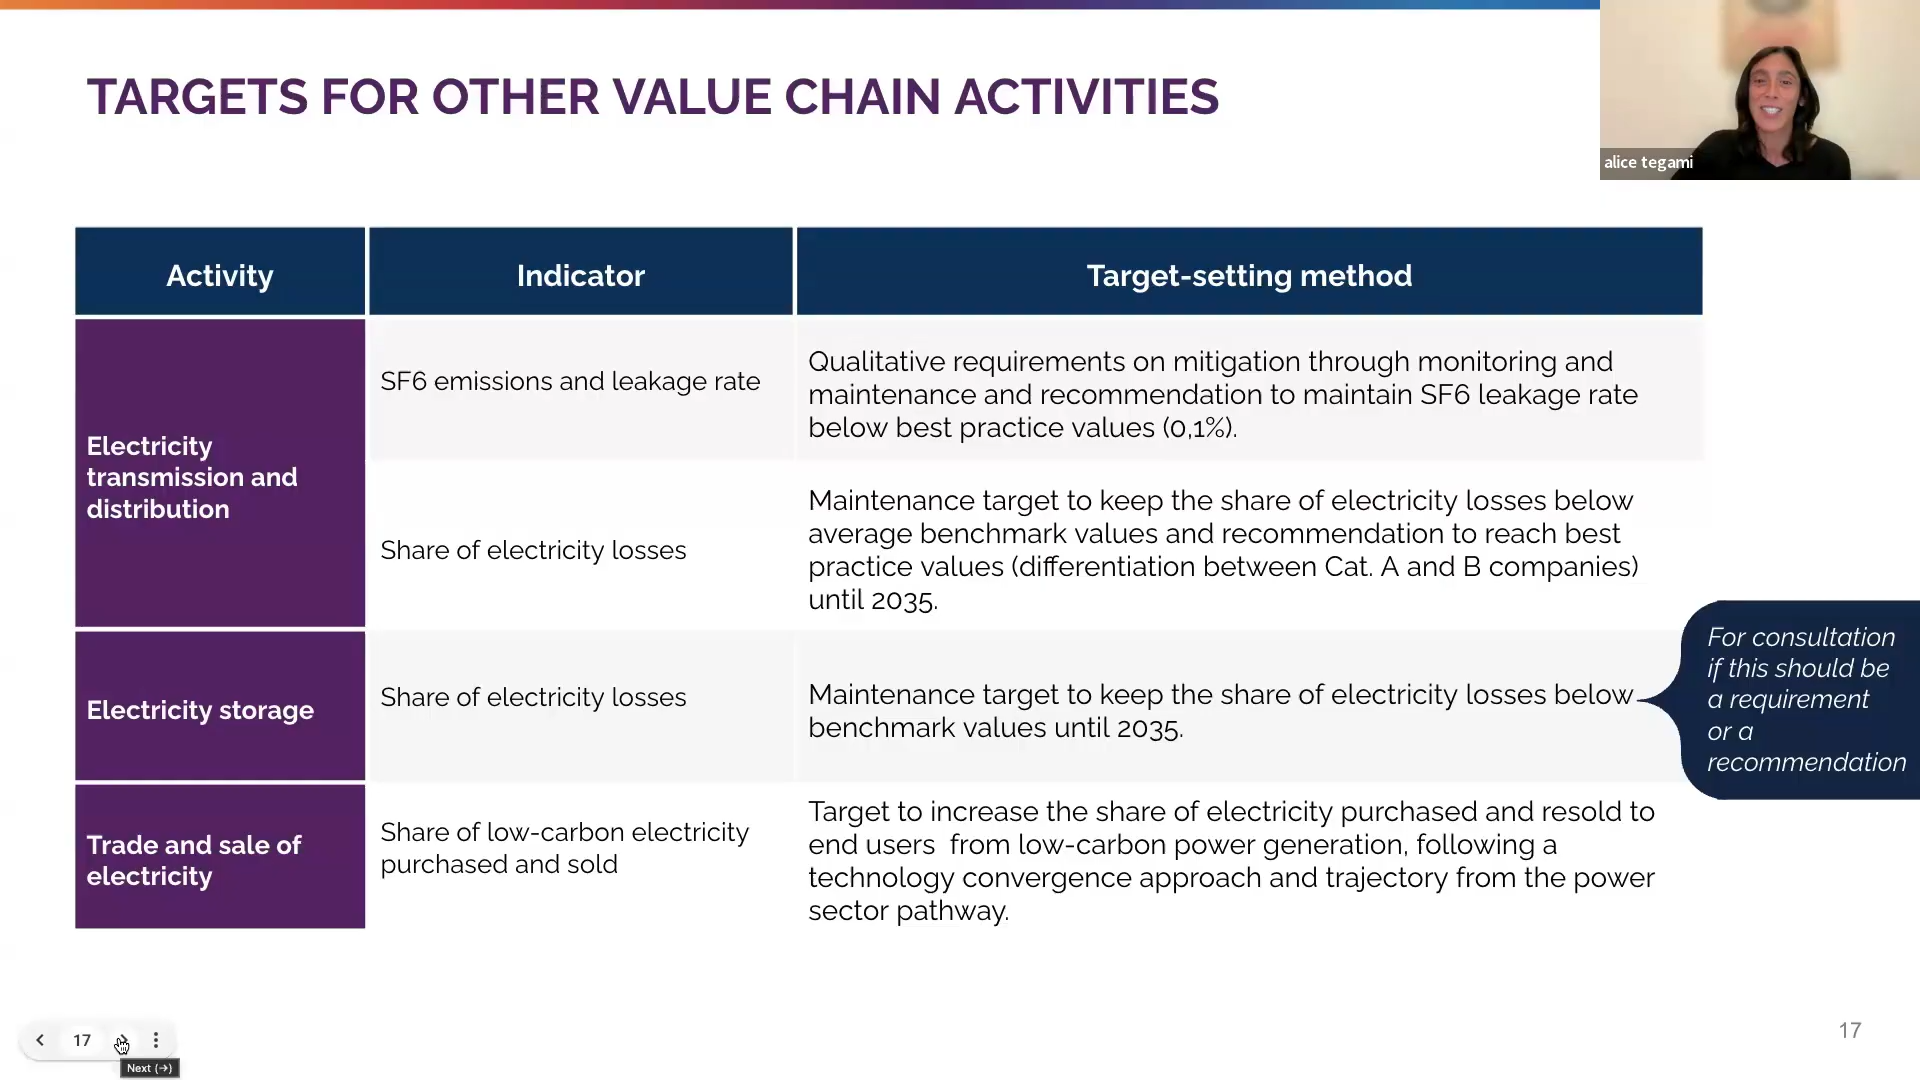 TARGETS FOR OTHER VALUE CHAIN ACTIVITIES
alice tegami
Activity
Indicator
Target-setting method
Electricity
transmission and
distribution
SF6 emissions and leakage rate
Qualitative requirements on mitigation through monitoring and
maintenance and recommendation to maintain SF6 leakage rate
below best practice values (0,1%).
Share of electricity losses
Maintenance target to keep the share of electricity losses below
average benchmark values and recommendation to reach best
practice values (differentiation between Cat. A and B companies)
until 2035.
Electricity storage
Share of electricity losses
Maintenance target to keep the share of electricity losses below
benchmark values until 2035.
For consultation
if this should be
a requirement
or a
recommendation
Trade and sale of
electricity
Share of low-carbon electricity
purchased and sold
Target to increase the share of electricity purchased and resold to
end users  from low-carbon power generation, following a
technology convergence approach and trajectory from the power
sector pathway.
17
Next (→)
17